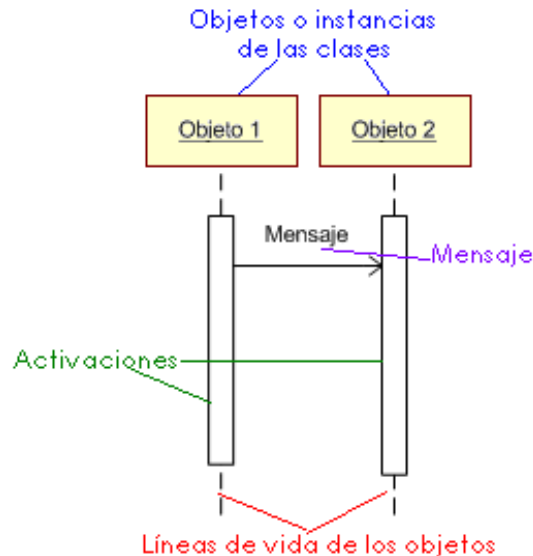 Objetos o instancias
de las clases
Objeto 1
Objeto 2
Mensaje
Mensaje
Activaciones
Líneas de vida de los objetos